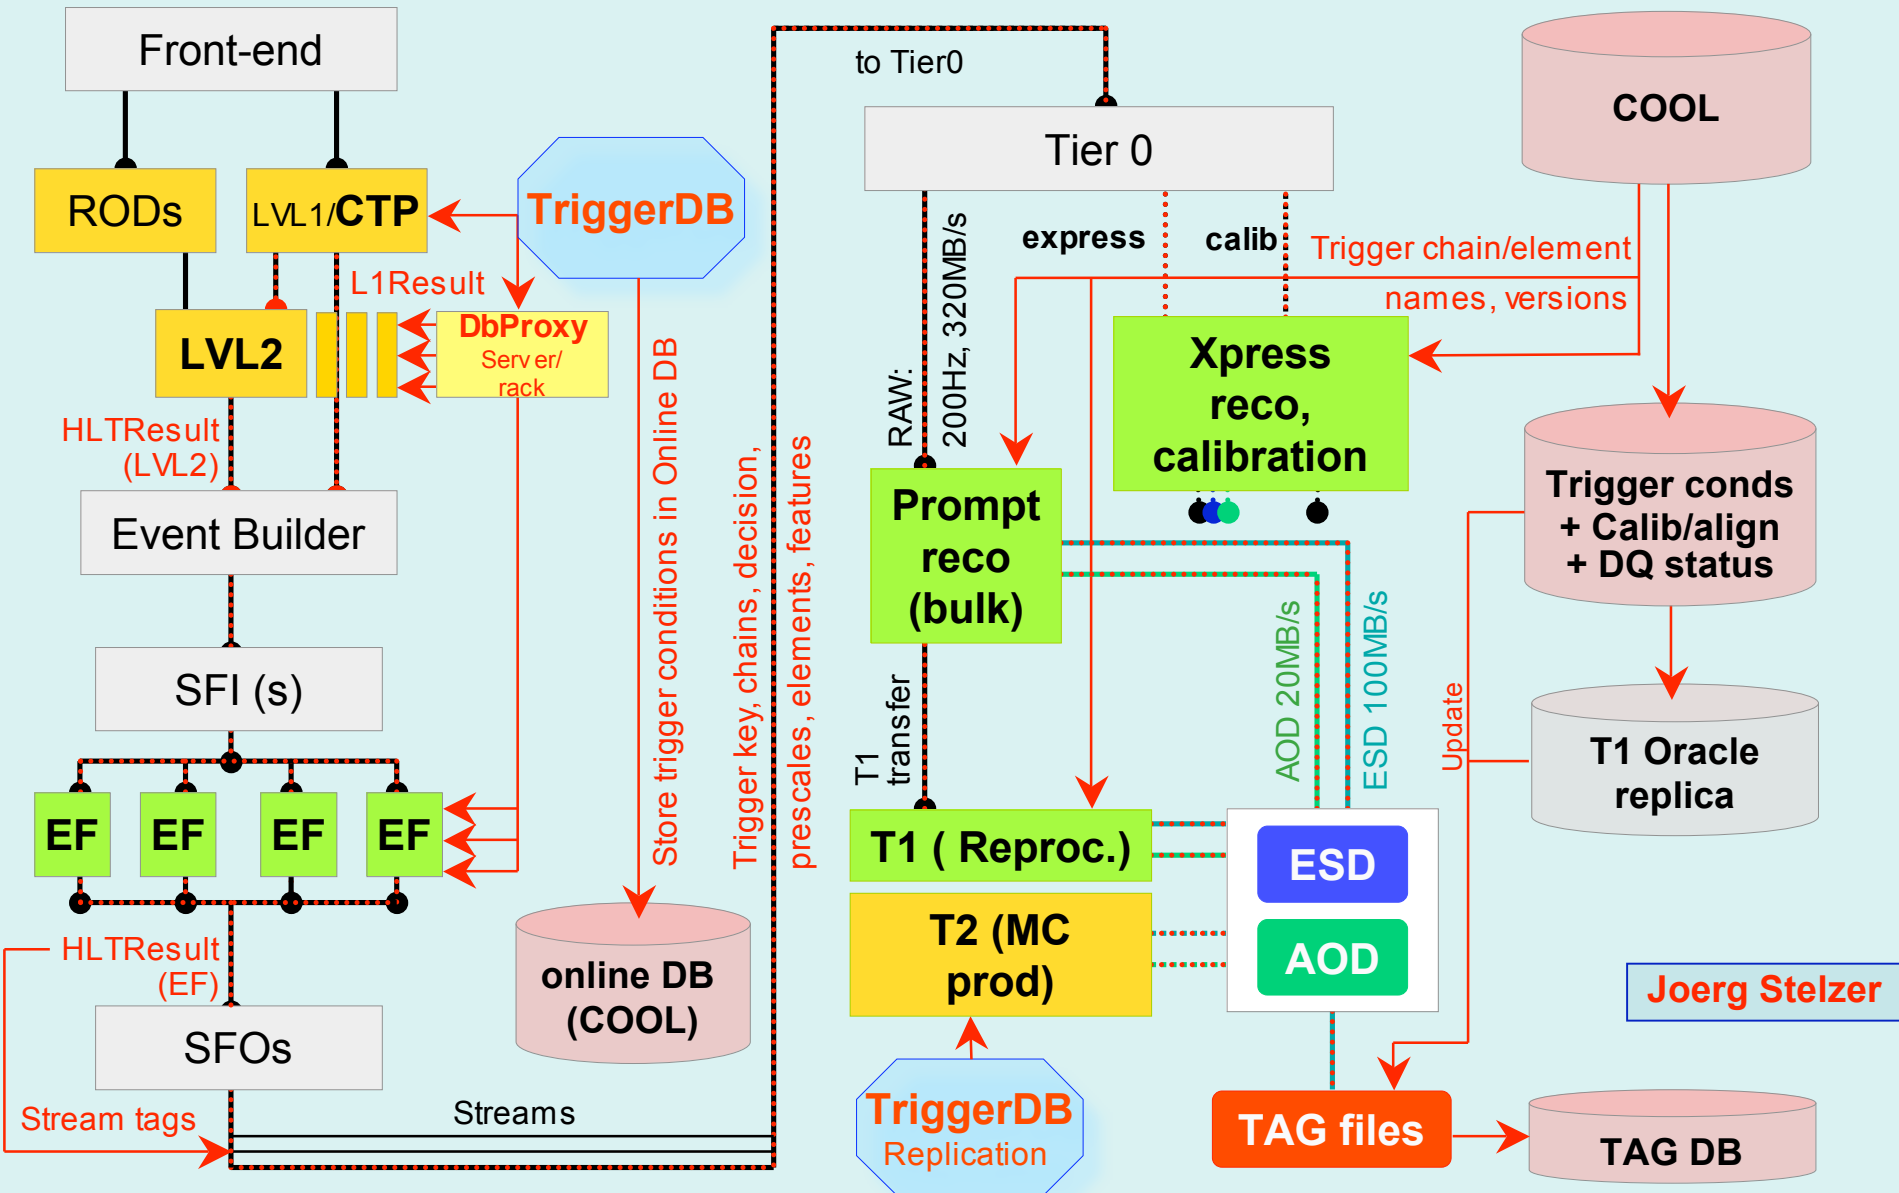 Front-end
RODs
LVL1/CTP
TriggerDB
L1Result
LVL2
DbProxy
Server/
rack
HLTResult
(LVL2)
Event Builder
SFI (s)
EF
EF
EF
EF
HLTResult
(EF)
SFOs
Stream tags
Streams
Store trigger conditions in Online DB
online DB
(COOL)
Trigger key, chains, decision,
prescales, elements, features
to Tier0
Tier 0
RAW:
200Hz, 320MB/s
express
calib
Trigger chain/element
names, versions
COOL
Xpress
reco,
calibration
Prompt
reco
(bulk)
Trigger conds
+ Calib/align
+ DQ status
AOD 20MB/s
ESD 100MB/s
T1
transfer
Update
T1 Oracle
replica
T1 ( Reproc.)
T2 (MC
prod)
ESD
AOD
Joerg Stelzer
TriggerDB
Replication
TAG files
TAG DB